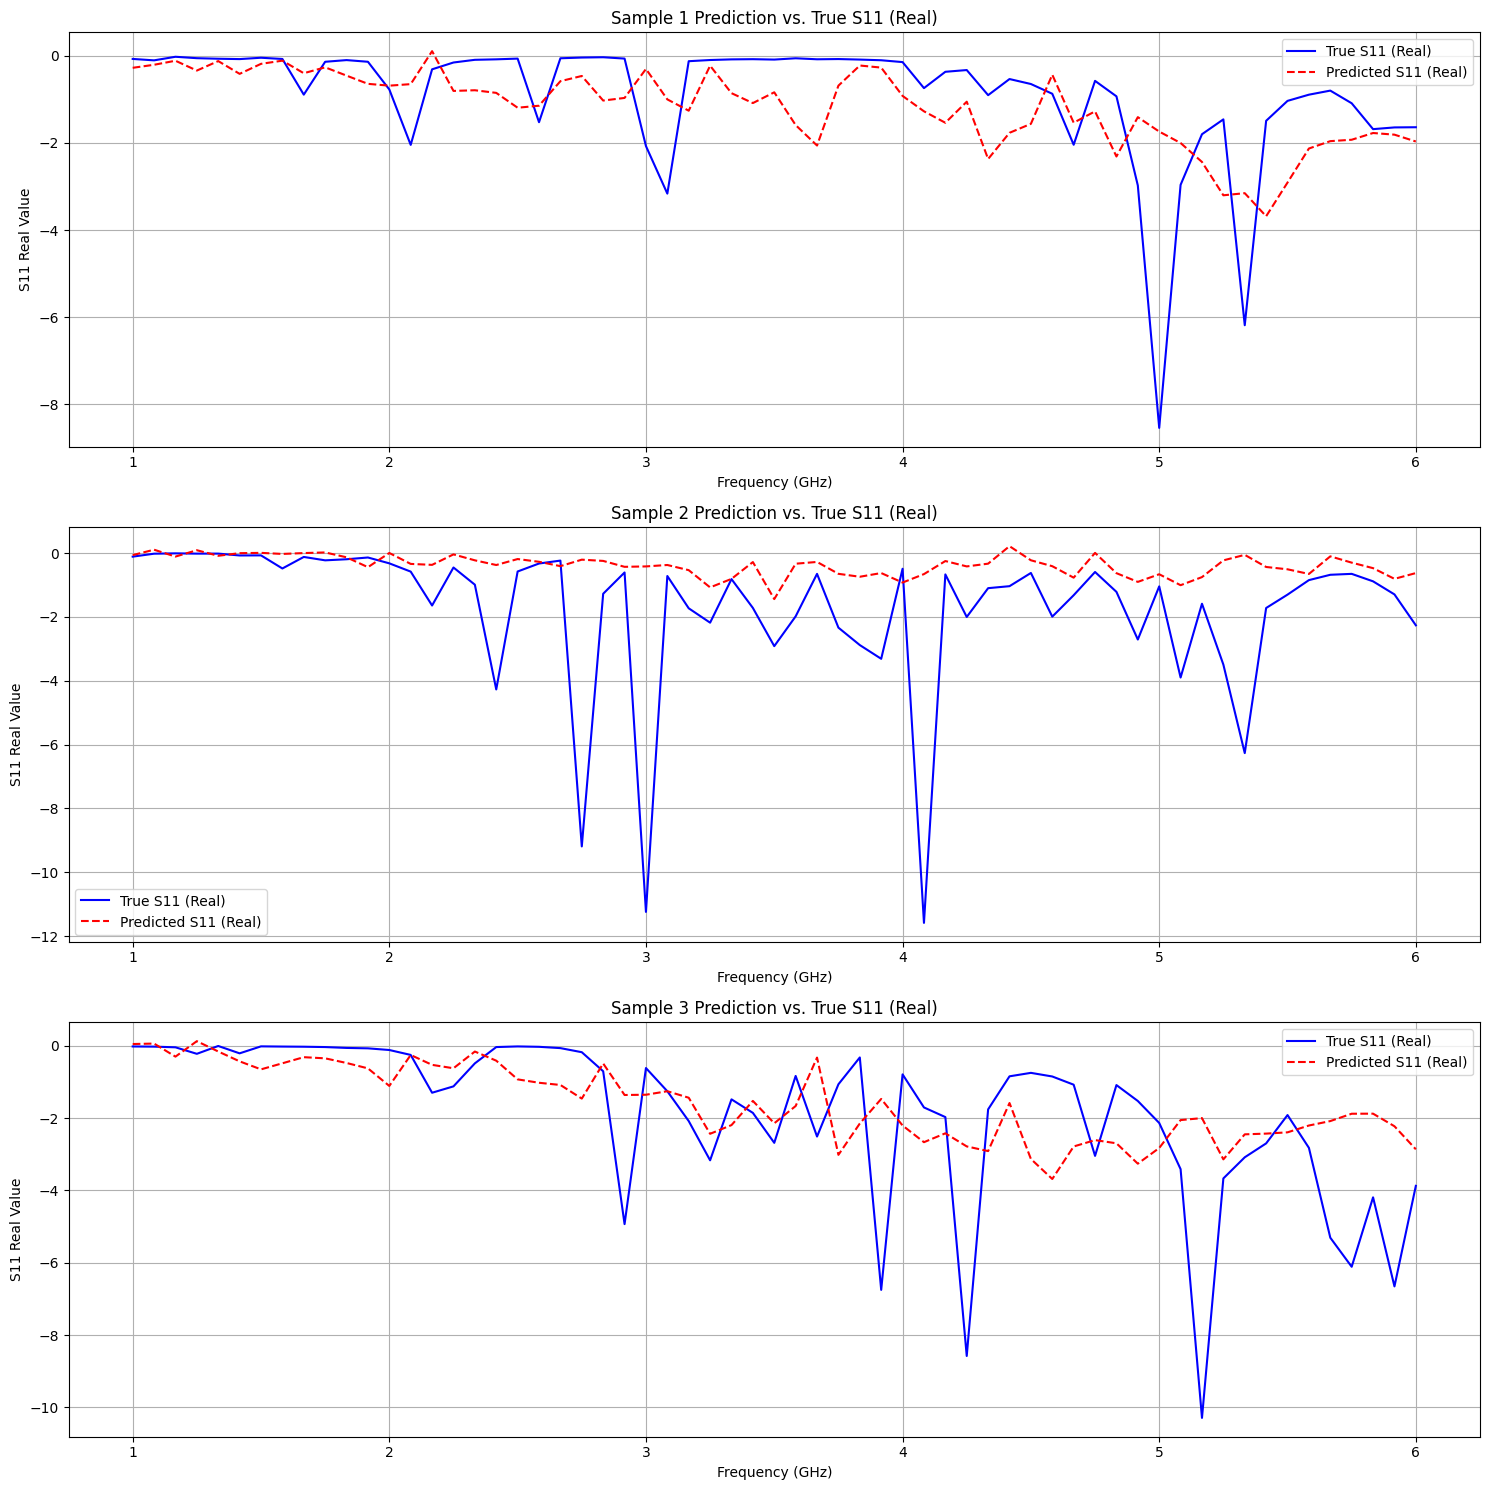 Sample 1 Prediction vs. True S11 (Real)
True S11 (Real)
Predicted S11 (Real)
S11 Real Value
0
−2
−4
−6
−8
1 2 3 4 5 6
Frequency (GHz)
Sample 2 Prediction vs. True S11 (Real)
S11 Real Value
0
−2
−4
−6
−8
−10
−12
True S11 (Real)
Predicted S11 (Real)
1 2 3 4 5 6
Frequency (GHz)
Sample 3 Prediction vs. True S11 (Real)
True S11 (Real)
Predicted S11 (Real)
S11 Real Value
0
−2
−4
−6
−8
−10
1 2 3 4 5 6
Frequency (GHz)